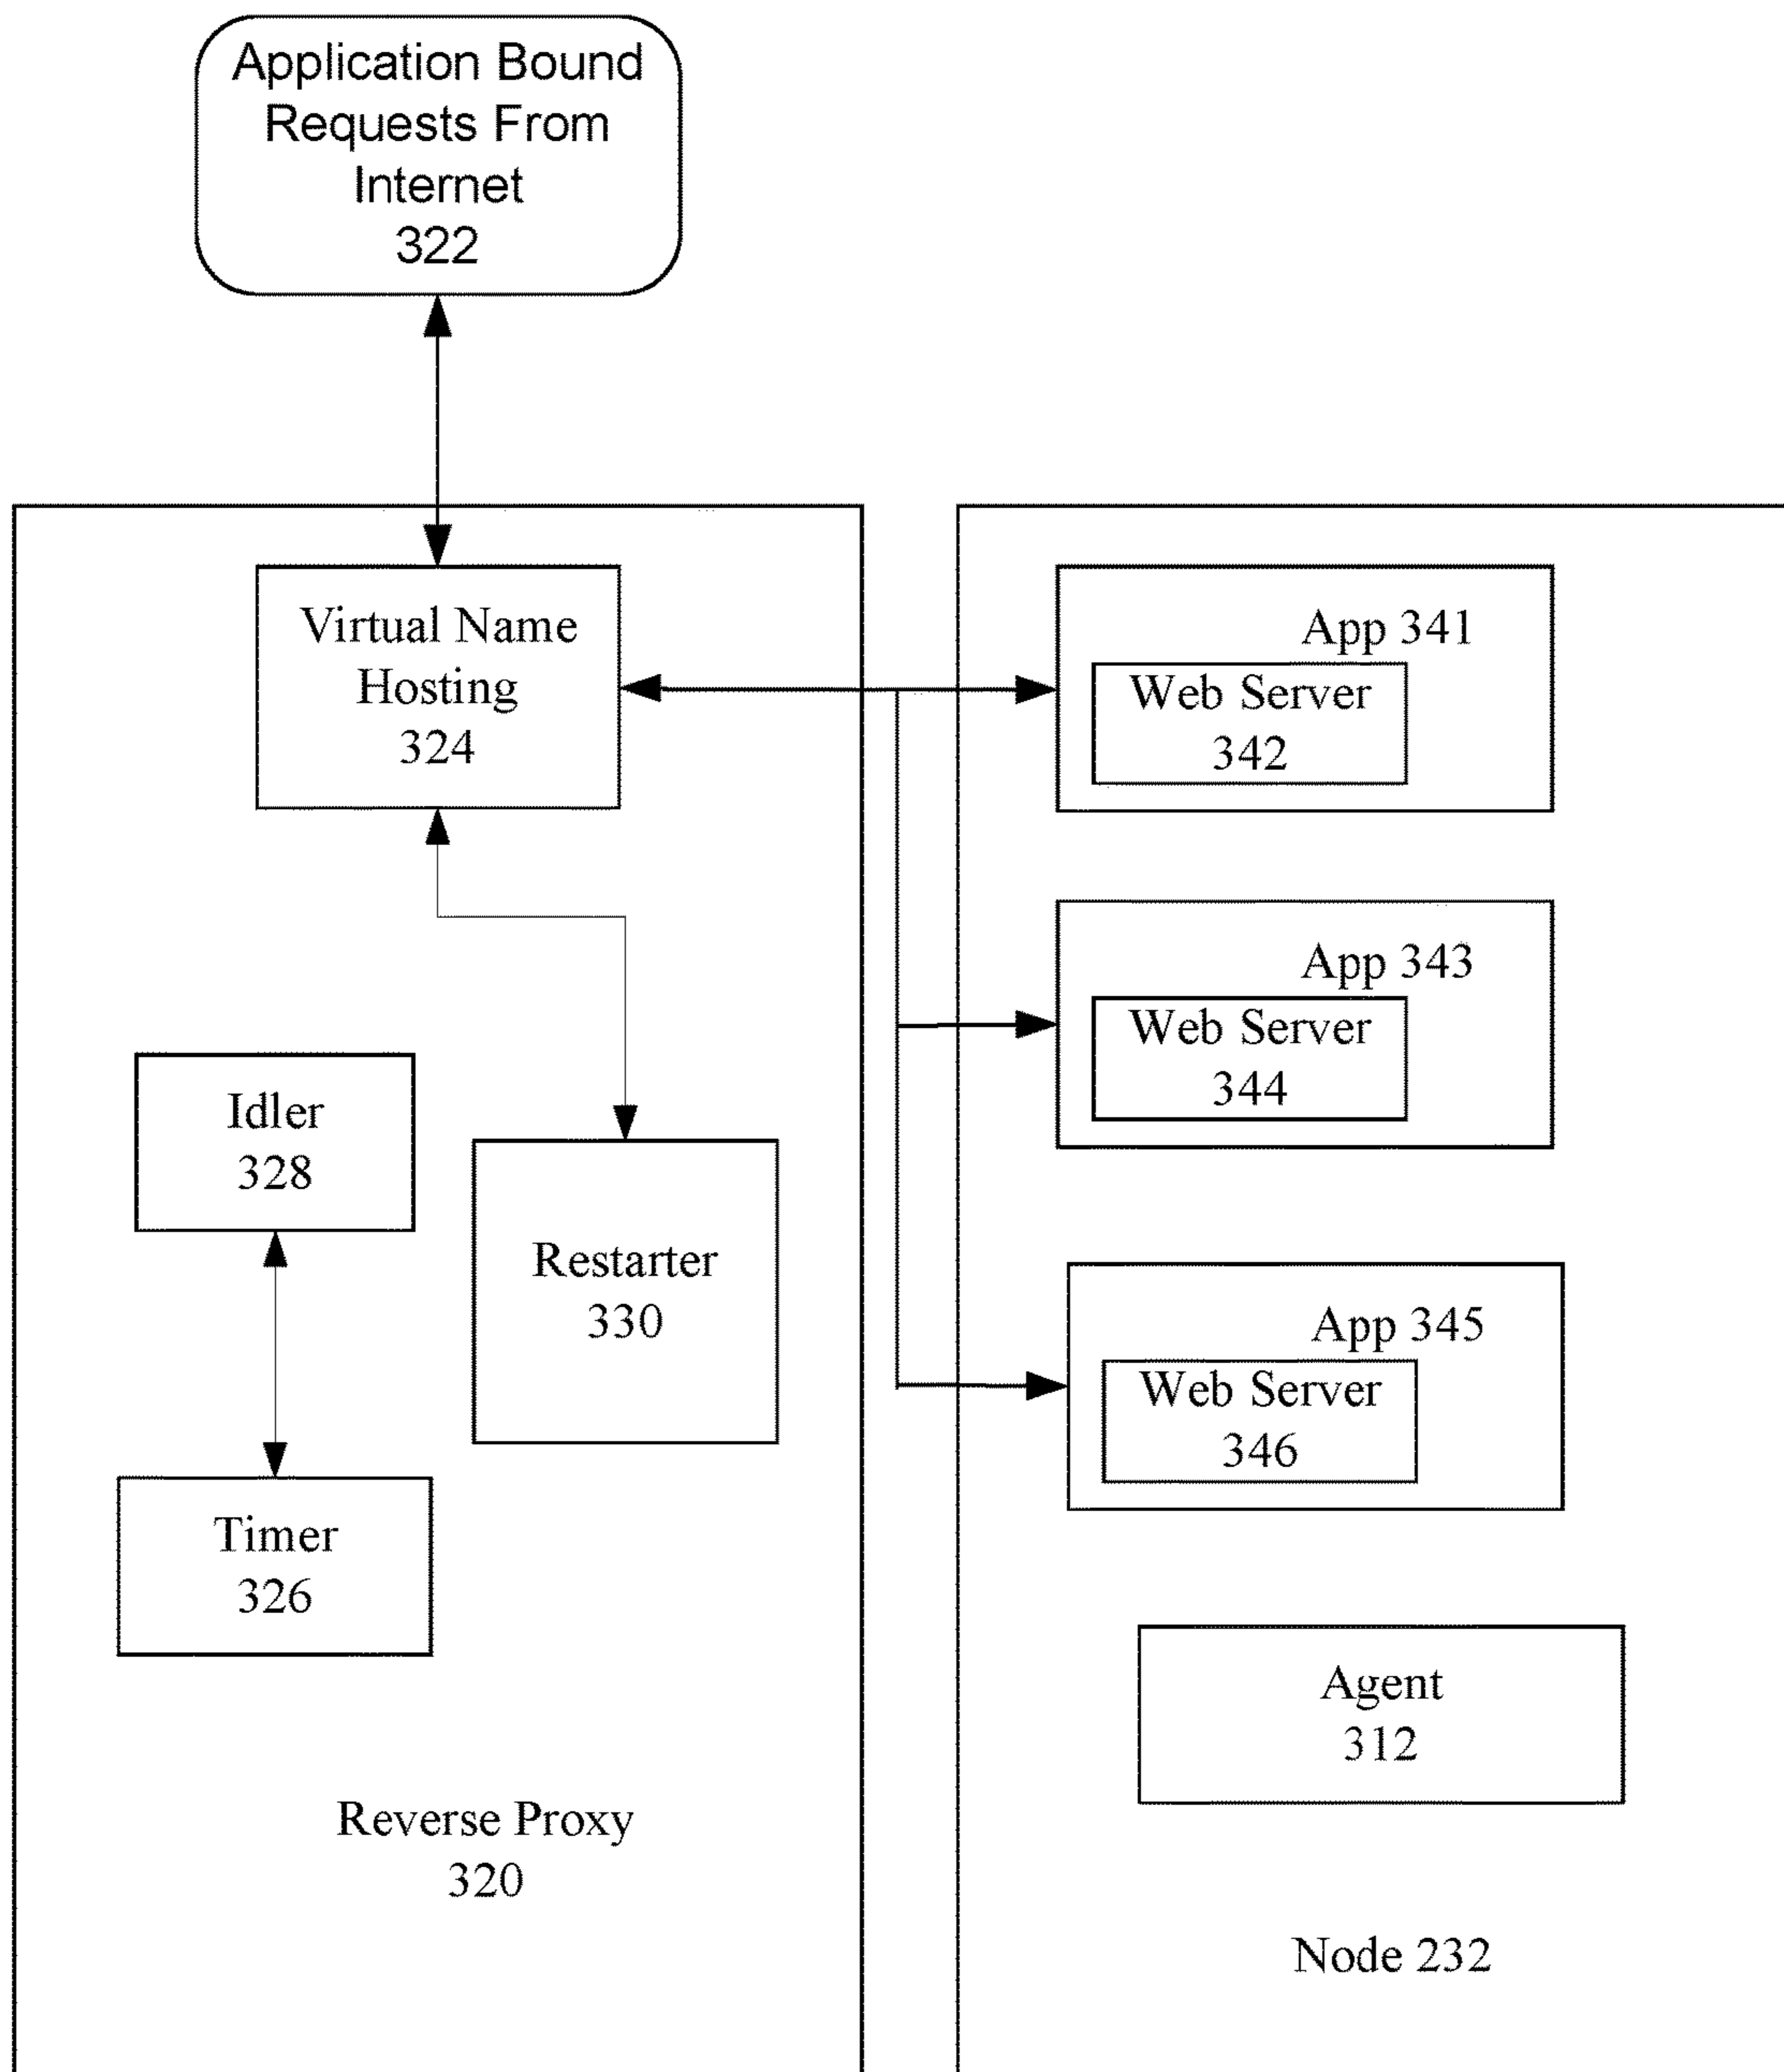 Application Bound
Requests From
Internet
322
Virtual Name
Hosting
324
Idler
328
Restarter
330
Timer
326
Reverse Proxy
320
App 341
Web Server
342
App 343
Web Server
344
App 345
Web Server
346
Agent
312
Node 232